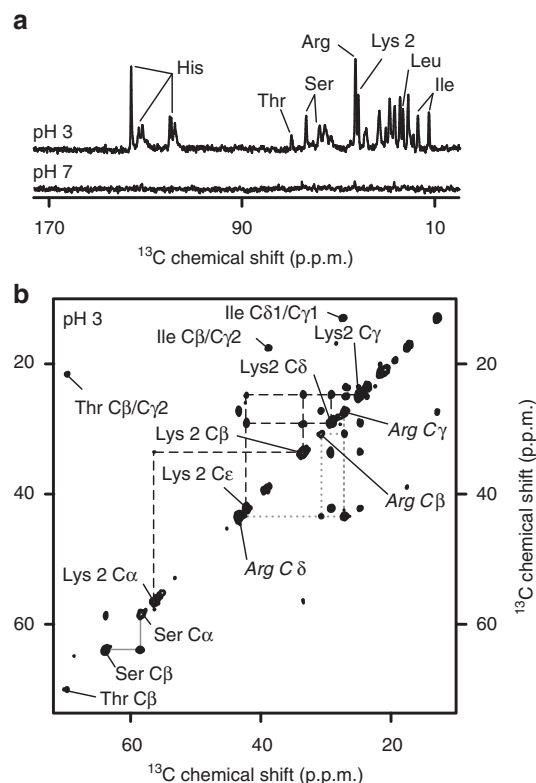 a
His
Arg
Lys 2
Leu
Ile
Ser
Thr
pH 3
pH 7
170
90
10
¹³C chemical shift (p.p.m.)
b
pH 3
Ile Cδ1/Cγ1
Lys2 Cγ
Ile Cβ/Cγ2
Lys2 Cδ
20
20
Thr Cβ/Cγ2
Arg Cγ
Lys 2 Cβ
Lys 2 Cε
Arg Cβ
40
40
Arg C δ
Lys 2 Cα
Ser Cα
60
60
Ser Cβ
Thr Cβ
60
40
20
¹³C chemical shift (p.p.m.)
¹³C chemical shift (p.p.m.)